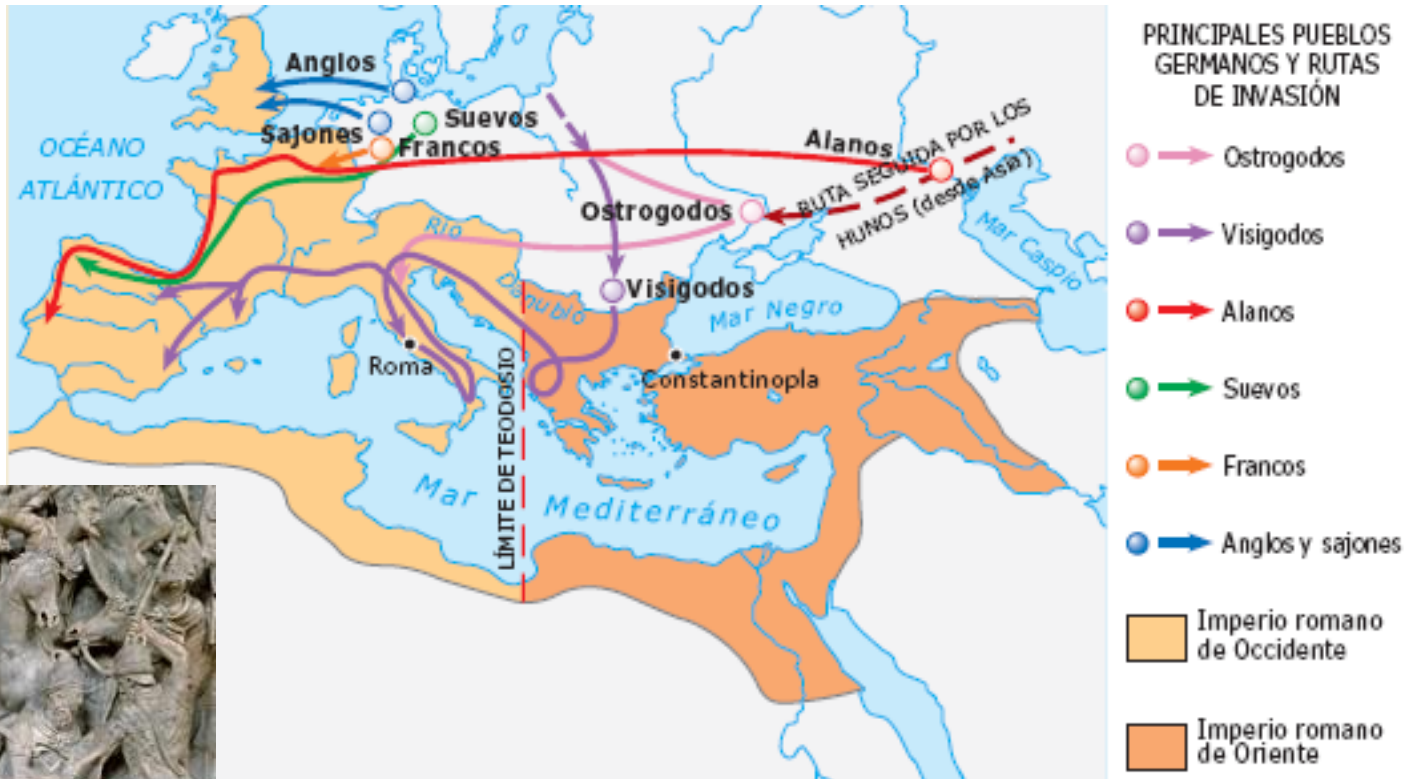 Anglos
Suevos
Sajones
Francos
Alanos
OCÉANO
ATLÁNTICO
RUTA SEGUIDA POR LOS
HUNOS (desde Asia)
Ostrogodos
Mar Caspio
Río
Danubio
Visigodos
Mar Negro
Roma
Constantinopla
LÍMITE DE TEODOSIO
Mar Mediterráneo
PRINCIPALES PUEBLOS
GERMANOS Y RUTAS
DE INVASIÓN
Ostrogodos
Visigodos
Alanos
Suevos
Francos
Anglos y sajones
Imperio romano
de Occidente
Imperio romano
de Oriente